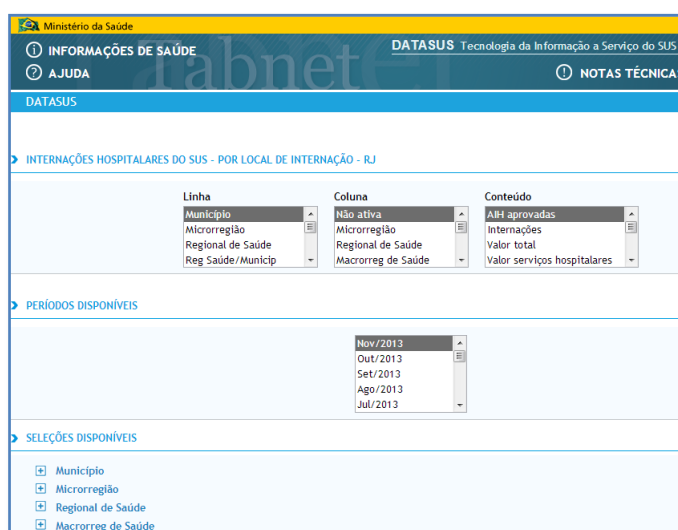 Ministério da Saúde
INFORMAÇÕES DE SAÚDE
DATASUS Tecnologia da Informação a Serviço do SUS
Tabnet
AJUDA
NOTAS TÉCNICA
DATASUS
INTERNAÇÕES HOSPITALARES DO SUS - POR LOCAL DE INTERNAÇÃO - RJ
Linha Coluna Conteúdo
Município Não ativa AIH aprovadas
Microrregião Microrregião Internações
Regional de Saúde Regional de Saúde Valor total
Reg Saúde/Municip Macrorreg de Saúde Valor serviços hospitalares
PERÍODOS DISPONÍVEIS
Nov/2013
Out/2013
Set/2013
Ago/2013
Jul/2013
SELEÇÕES DISPONÍVEIS
Município
Microrregião
Regional de Saúde
Macrorreg de Saúde